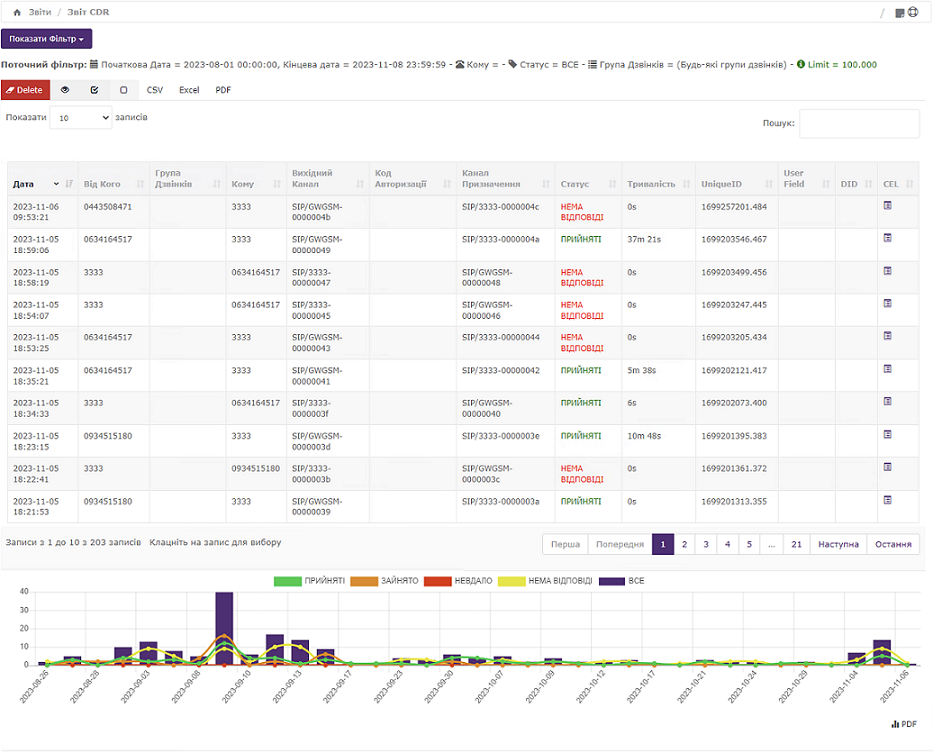 Звіти / Звіт CDR /
Показати Фільтр
Поточний фільтр: Початкова Дата = 2023-08-01 00:00:00, Кінцева дата = 2023-11-08 23:59:59 - Кому = - Статус = ВСЕ - Група Дзвінків = (Будь-які групи дзвінків) - Limit = 100.000
Delete CSV Excel PDF
Показати 10 записів
Пошук:
Дата Від Кого Група Дзвінків Кому Вихідний Канал Код Авторизації Канал Призначення Статус Тривалість UniqueID User Field DID CEL
2023-11-06 09:53:21 0443508471 3333 SIP/GWGSM-0000004b SIP/3333-0000004c НЕМА ВІДПОВІДІ 0s 1699257201.484
2023-11-05 18:59:06 0634164517 3333 SIP/GWGSM-00000049 SIP/3333-0000004a ПРИЙНЯТІ 37m 21s 1699203546.467
2023-11-05 18:58:19 3333 0634164517 SIP/3333-00000047 SIP/GWGSM-00000048 НЕМА ВІДПОВІДІ 0s 1699203499.456
2023-11-05 18:54:07 3333 0634164517 SIP/3333-00000045 SIP/GWGSM-00000046 НЕМА ВІДПОВІДІ 0s 1699203247.445
2023-11-05 18:53:25 0634164517 3333 SIP/GWGSM-00000043 SIP/3333-00000044 НЕМА ВІДПОВІДІ 0s 1699203205.434
2023-11-05 18:35:21 0634164517 3333 SIP/GWGSM-00000041 SIP/3333-00000042 ПРИЙНЯТІ 5m 38s 1699202121.417
2023-11-05 18:34:33 3333 0634164517 SIP/3333-0000003f SIP/GWGSM-00000040 ПРИЙНЯТІ 6s 1699202073.400
2023-11-05 18:23:15 0934515180 3333 SIP/GWGSM-0000003d SIP/3333-0000003e ПРИЙНЯТІ 10m 48s 1699201395.383
2023-11-05 18:22:41 3333 0934515180 SIP/3333-0000003b SIP/GWGSM-0000003c НЕМА ВІДПОВІДІ 0s 1699201361.372
2023-11-05 18:21:53 0934515180 3333 SIP/GWGSM-00000039 SIP/3333-0000003a ПРИЙНЯТІ 0s 1699201313.355
Записи з 1 до 10 з 203 записів Клацніть на запис для вибору
Перша Попередня 1 2 3 4 5 ... 21 Наступна Остання
ПРИЙНЯТІ ЗАЙНЯТО НЕВДАЛО НЕМА ВІДПОВІДІ ВСЕ
40
30
20
10
0
2023-08-26 2023-08-28 2023-09-03 2023-09-08 2023-09-10 2023-09-13 2023-09-17 2023-09-23 2023-09-30 2023-10-07 2023-10-09 2023-10-12 2023-10-17 2023-10-21 2023-10-24 2023-10-29 2023-11-04 2023-11-06
PDF